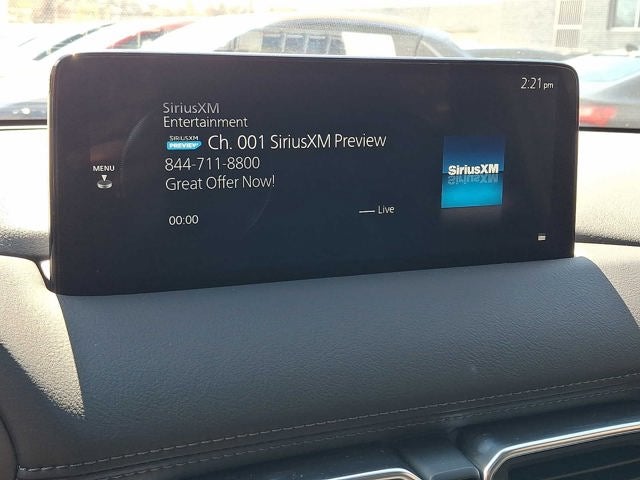 2:21 pm
SiriusXM
Entertainment
SIRIUSXM
PREVIEW
Ch. 001 SiriusXM Preview
844-711-8800
Great Offer Now!
MENU
SiriusXM
00:00
Live